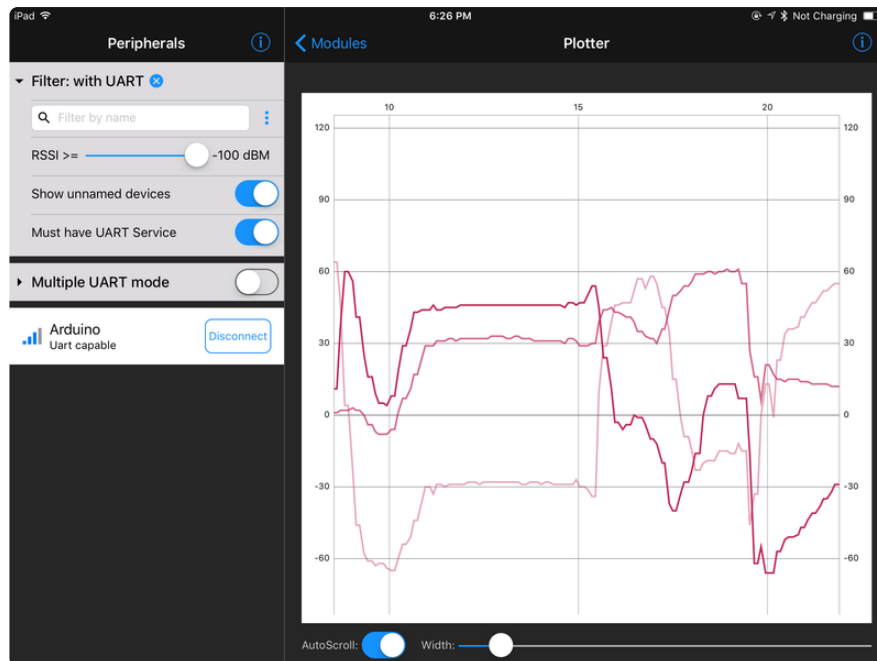 iPad 6:26 PM Not Charging
Peripherals
Filter: with UART
Filter by name
RSSI >= -100 dBM
Show unnamed devices
Must have UART Service
Multiple UART mode
Arduino
Uart capable
Disconnect
Modules Plotter
10 15 20
120 120
90 90
60 60
30 30
0 0
-30 -30
-60 -60
AutoScroll: Width: